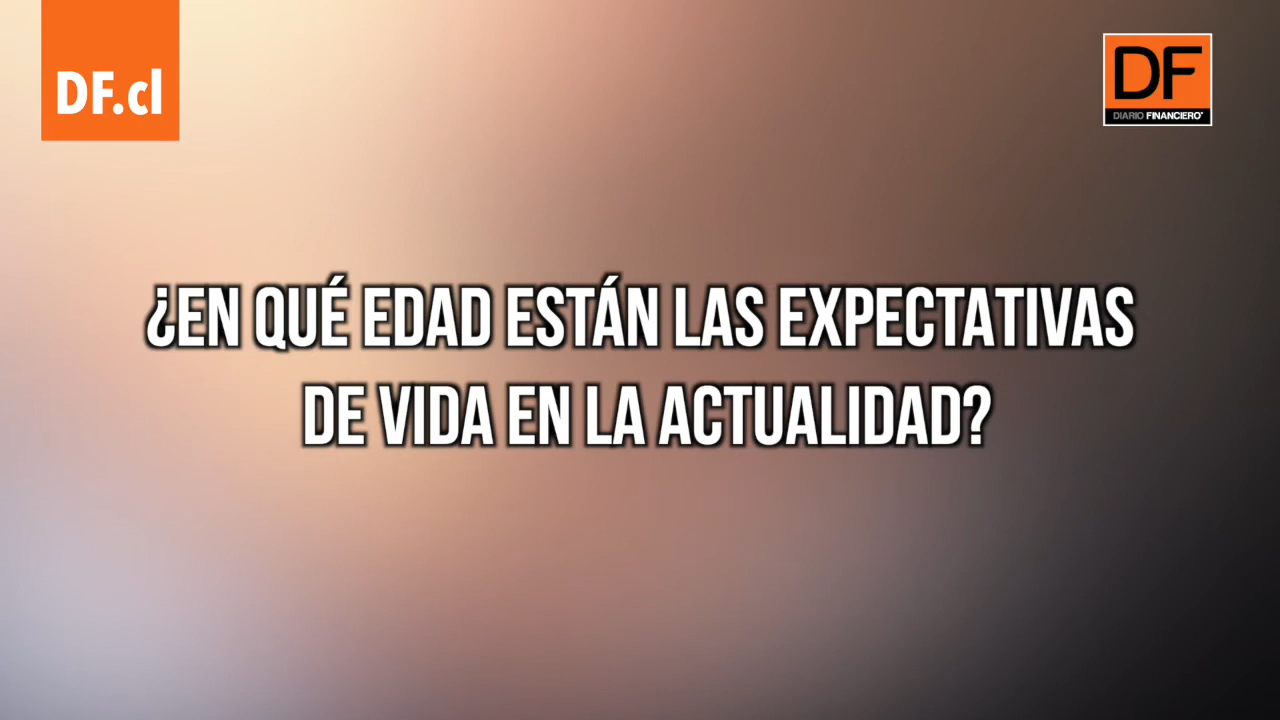 DF.cl
DF
DIARIO FINANCIERO
¿EN QUÉ EDAD ESTÁN LAS EXPECTATIVAS
DE VIDA EN LA ACTUALIDAD?